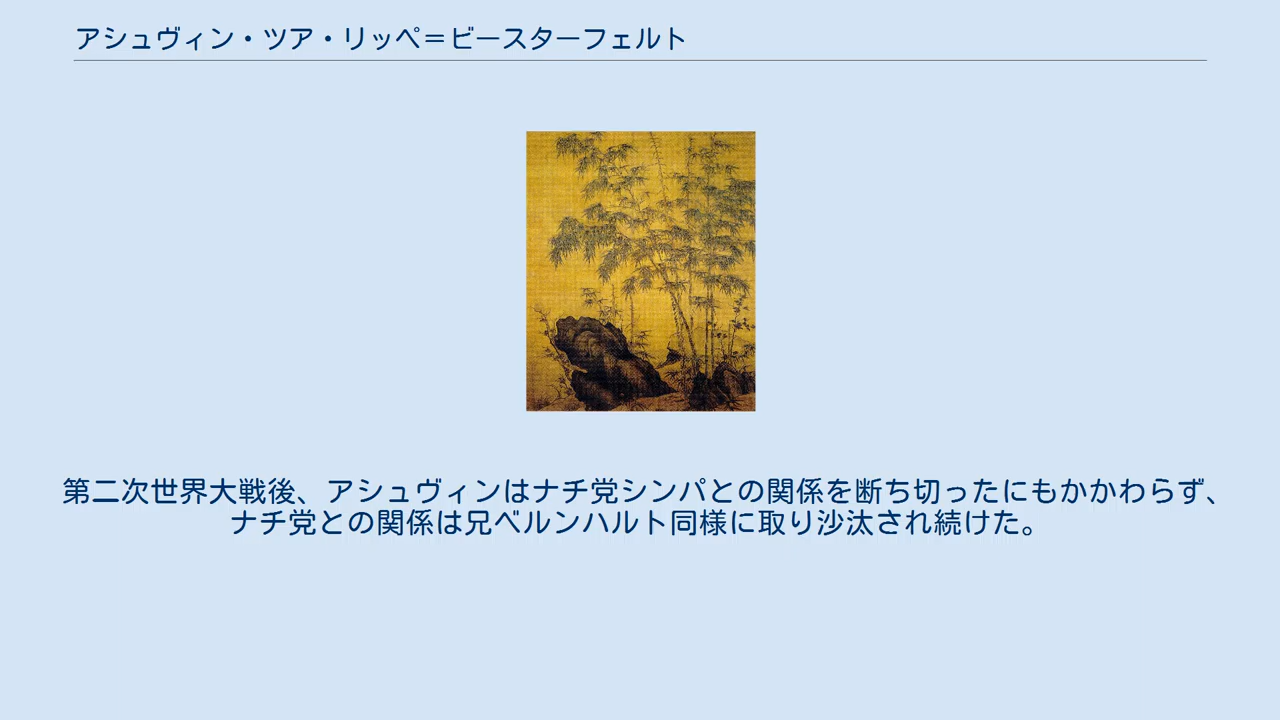 アシュヴィン・ツア・リッペ＝ビースターフェルト
第二次世界大戦後、アシュヴィンはナチ党シンパとの関係を断ち切ったにもかかわらず、
ナチ党との関係は兄ベルンハルト同様に取り沙汰され続けた。